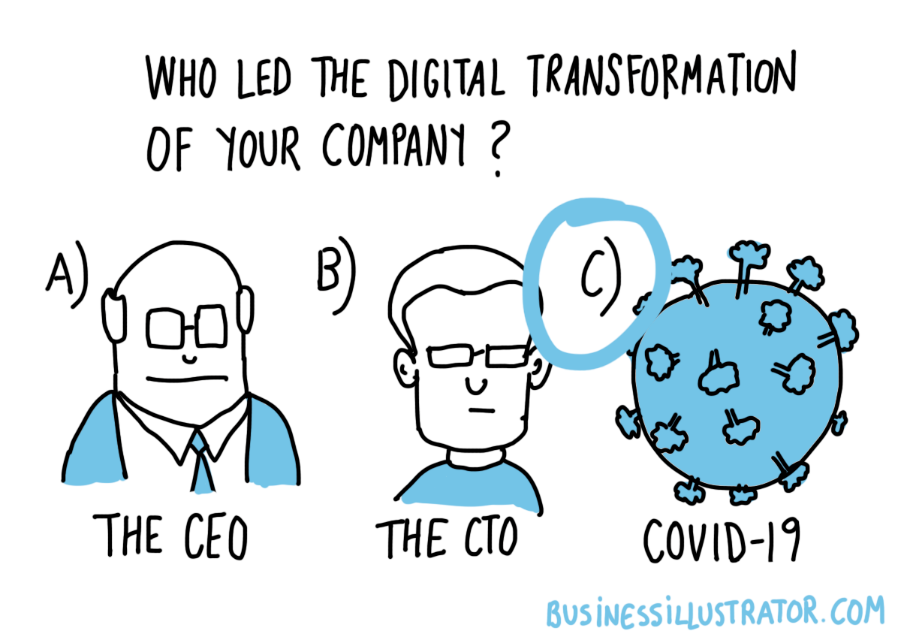 WHO LED THE DIGITAL TRANSFORMATION
OF YOUR COMPANY ?
A)
B)
C)
THE CEO
THE CTO
COVID-19
BUSINESSiLLUSTRATOR.COM